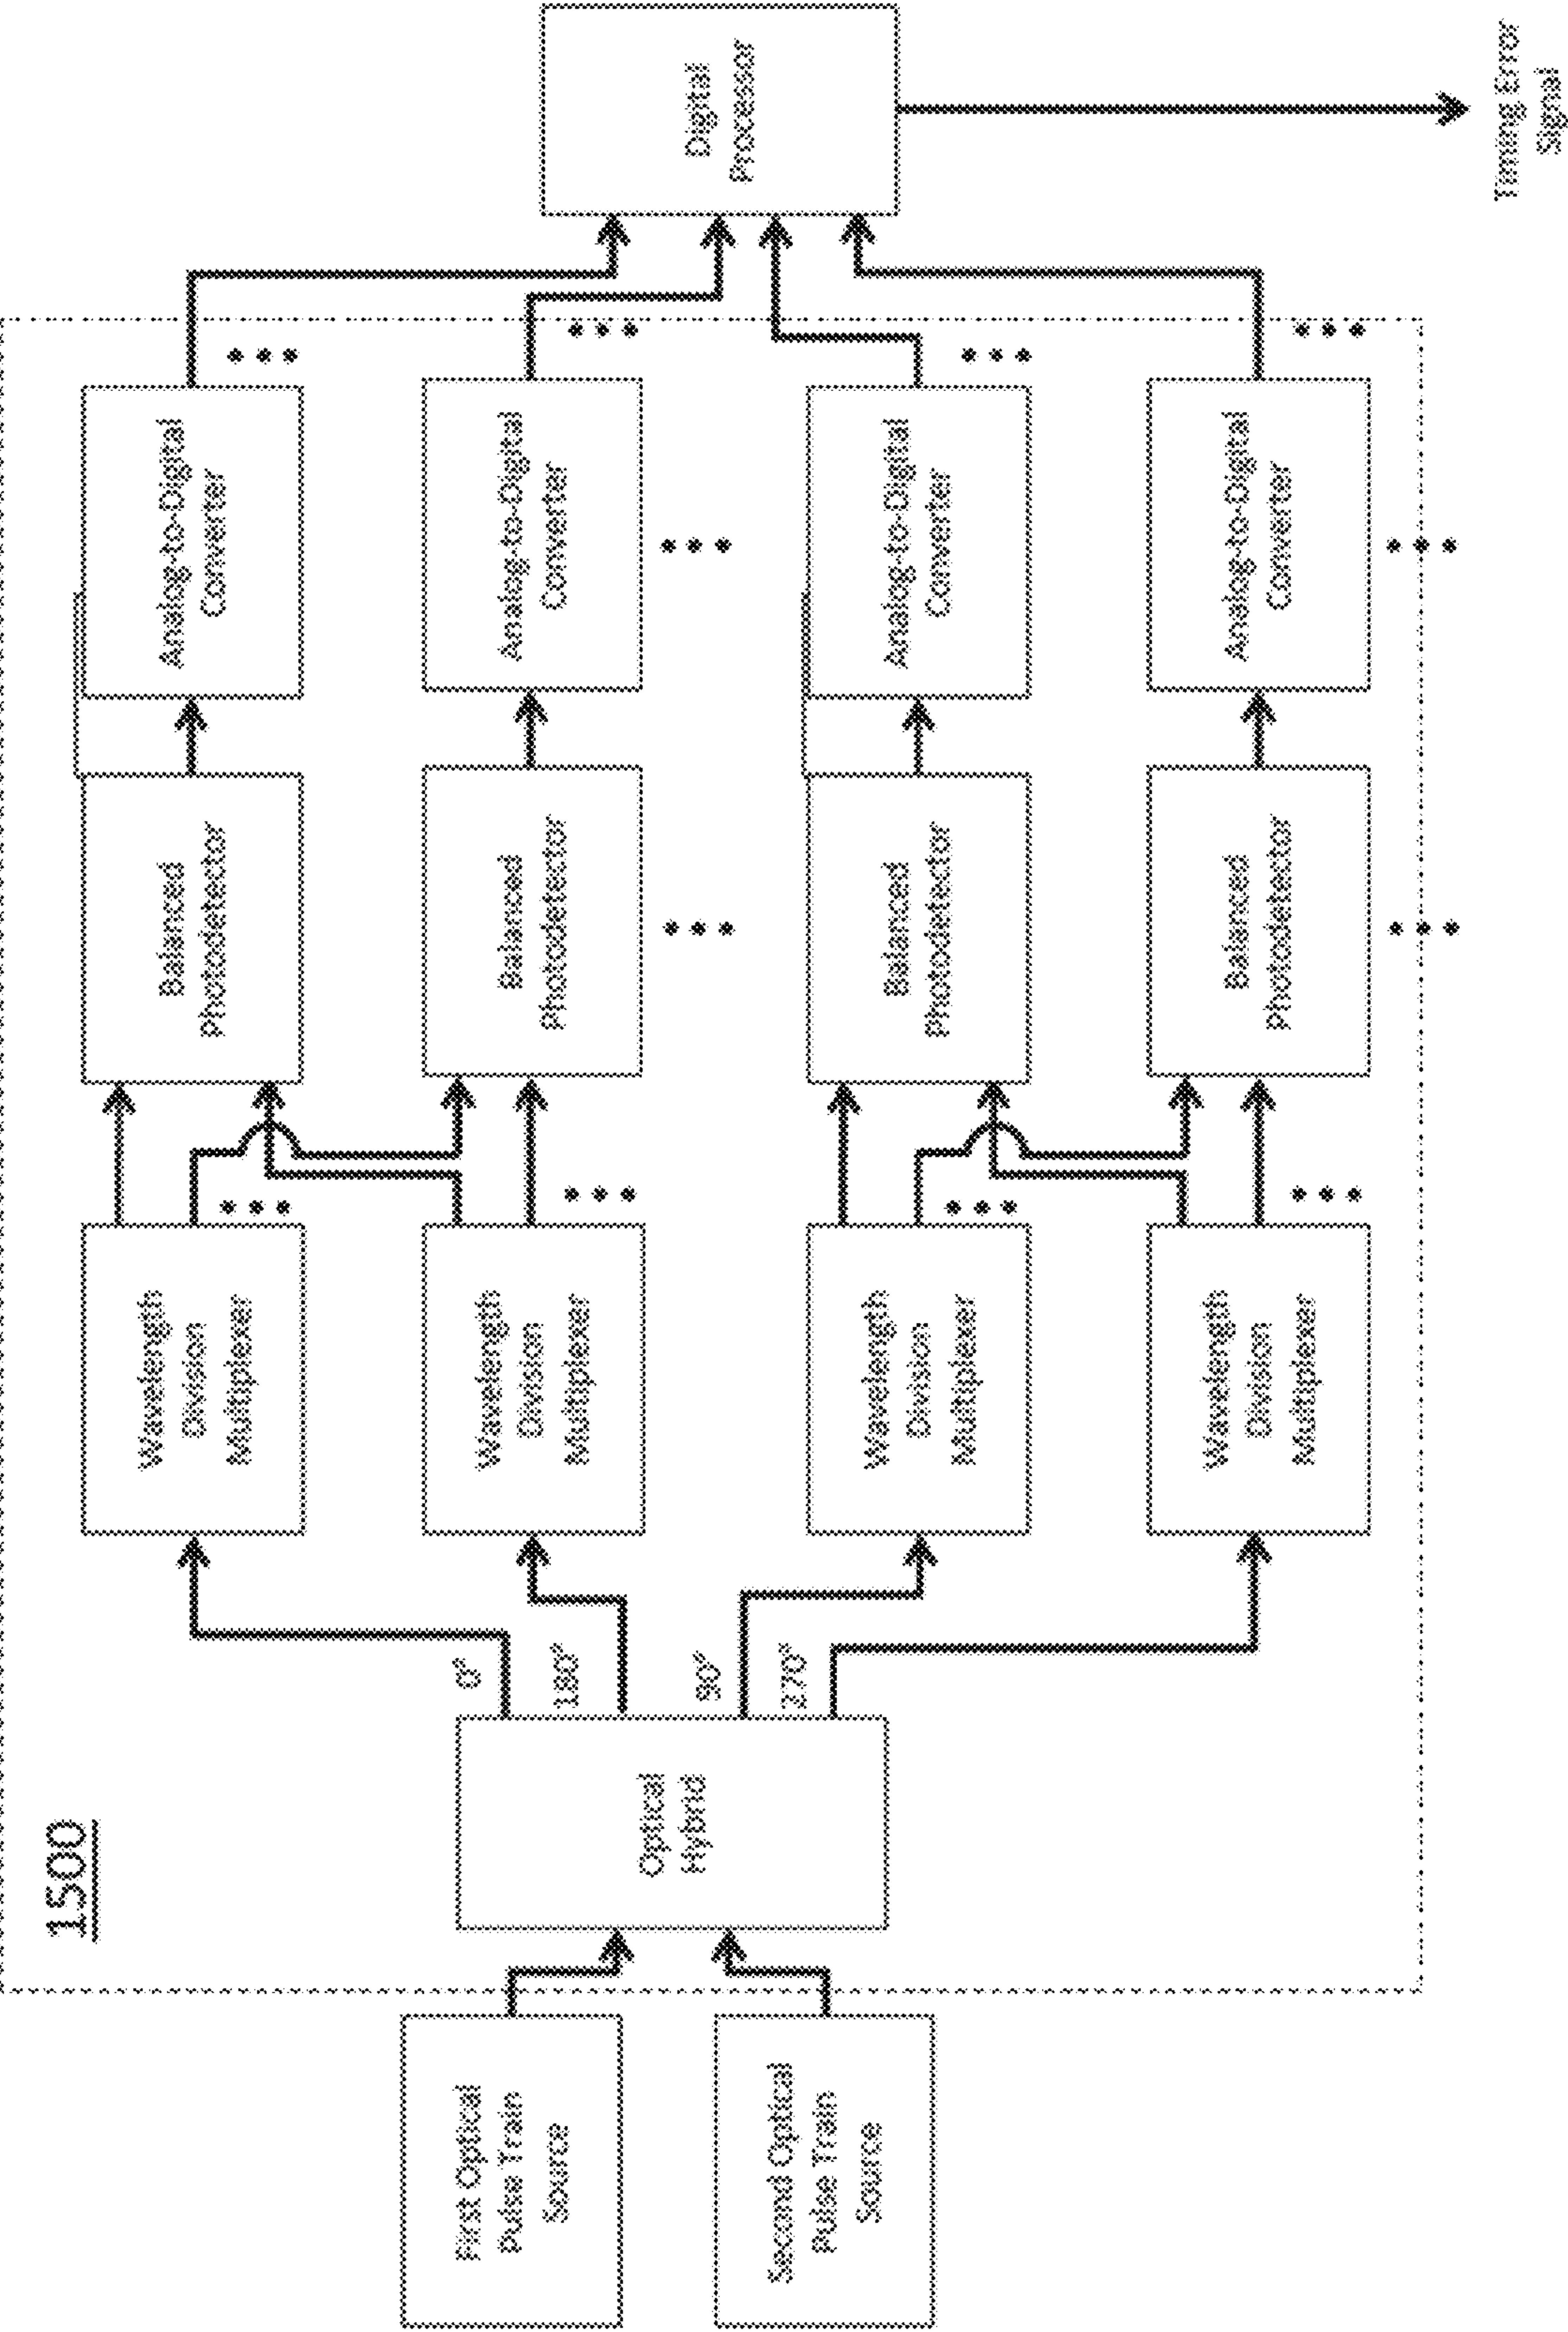 1500
First Optical
Pulse Train
Source
Second Optical
Pulse Train
Source
Optical
Hybrid
0°
180°
90°
270°
Wavelength
Division
Multiplexer
Wavelength
Division
Multiplexer
Wavelength
Division
Multiplexer
Wavelength
Division
Multiplexer
Balanced
Photodetector
Balanced
Photodetector
Balanced
Photodetector
Balanced
Photodetector
Analog-to-Digital
Converter
Analog-to-Digital
Converter
Analog-to-Digital
Converter
Analog-to-Digital
Converter
Digital
Processor
Timing Error
Signal